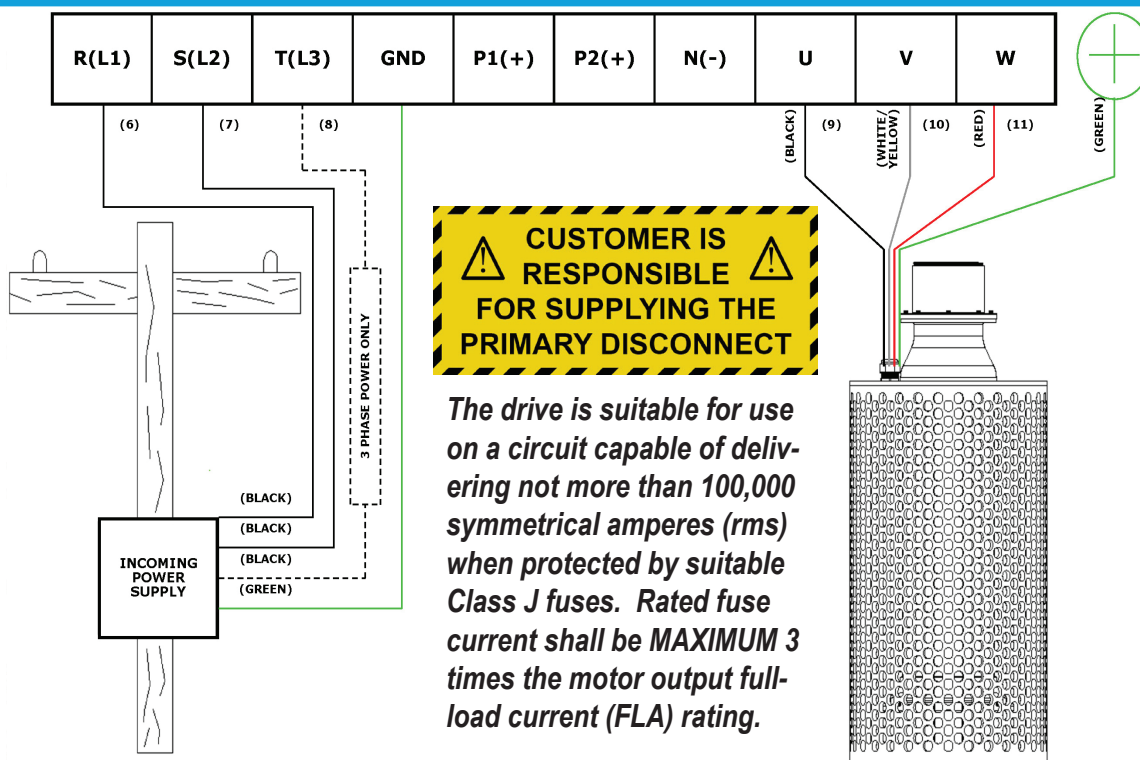 R(L1) S(L2) T(L3) GND P1(+) P2(+) N(-) U V W
(6) (7) (8) (9) (10) (11)
(BLACK)
(WHITE/
YELLOW)
(RED)
(GREEN)
CUSTOMER IS
RESPONSIBLE
FOR SUPPLYING THE
PRIMARY DISCONNECT
3 PHASE POWER ONLY
The drive is suitable for use
on a circuit capable of deliv-
ering not more than 100,000
symmetrical amperes (rms)
when protected by suitable
Class J fuses. Rated fuse
current shall be MAXIMUM 3
times the motor output full-
load current (FLA) rating.
(BLACK)
(BLACK)
(BLACK)
(GREEN)
INCOMING
POWER
SUPPLY